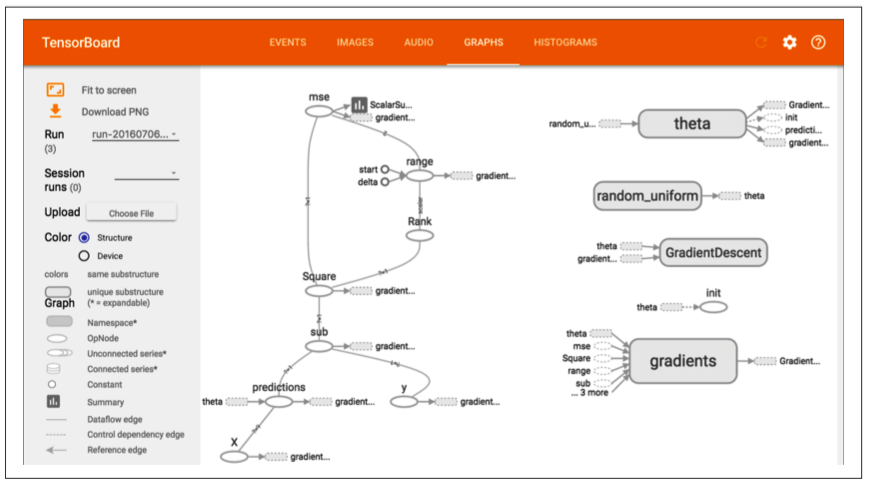 TensorBoard
EVENTS IMAGES AUDIO GRAPHS HISTOGRAMS
Fit to screen
Download PNG
Run run-20160706...
(3)
Session
runs (0)
Upload Choose File
Color Structure
Device
colors same substructure
unique substructure
Graph (* = expandable)
Namespace*
OpNode
Unconnected series*
Connected series*
Constant
Summary
Dataflow edge
Control dependency edge
Reference edge
mse
ScalarSu...
gradient...
range
start
delta
gradient...
scalar
Rank
Square
gradient...
sub
gradient...
predictions
theta
gradient...
y
gradient...
X
gradient...
random_u...
theta
Gradient...
init
predicti...
gradient...
random_uniform
theta
theta
gradient...
GradientDescent
init
theta
theta
mse
Square
range
sub
... 3 more
gradients
Gradient...